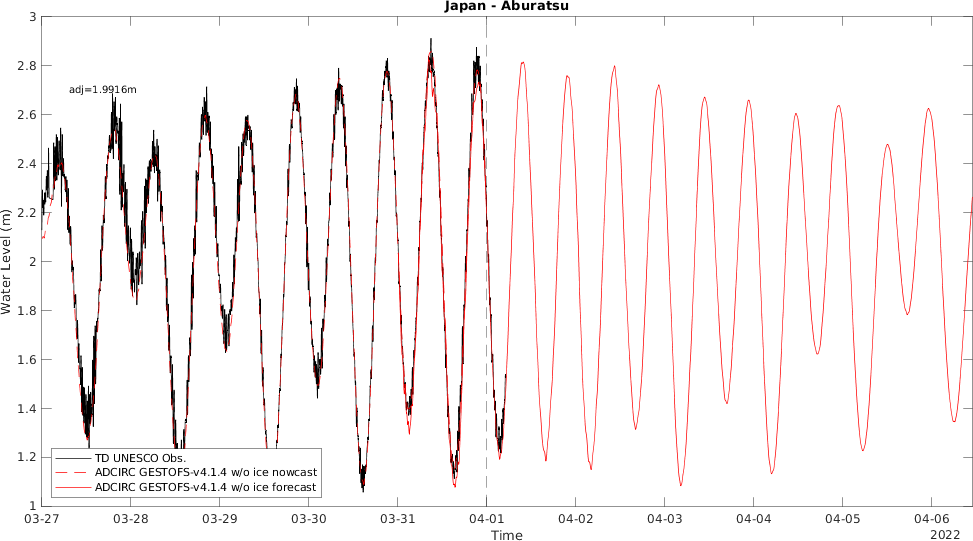 Japan - Aburatsu
3
2.8
2.6
2.4
2.2
2
1.8
1.6
1.4
1.2
1
Water Level (m)
adj=1.9916m
TD UNESCO Obs.
ADCIRC GESTOFS-v4.1.4 w/o ice nowcast
ADCIRC GESTOFS-v4.1.4 w/o ice forecast
03-27 03-28 03-29 03-30 03-31 04-01 04-02 04-03 04-04 04-05 04-06
2022
Time